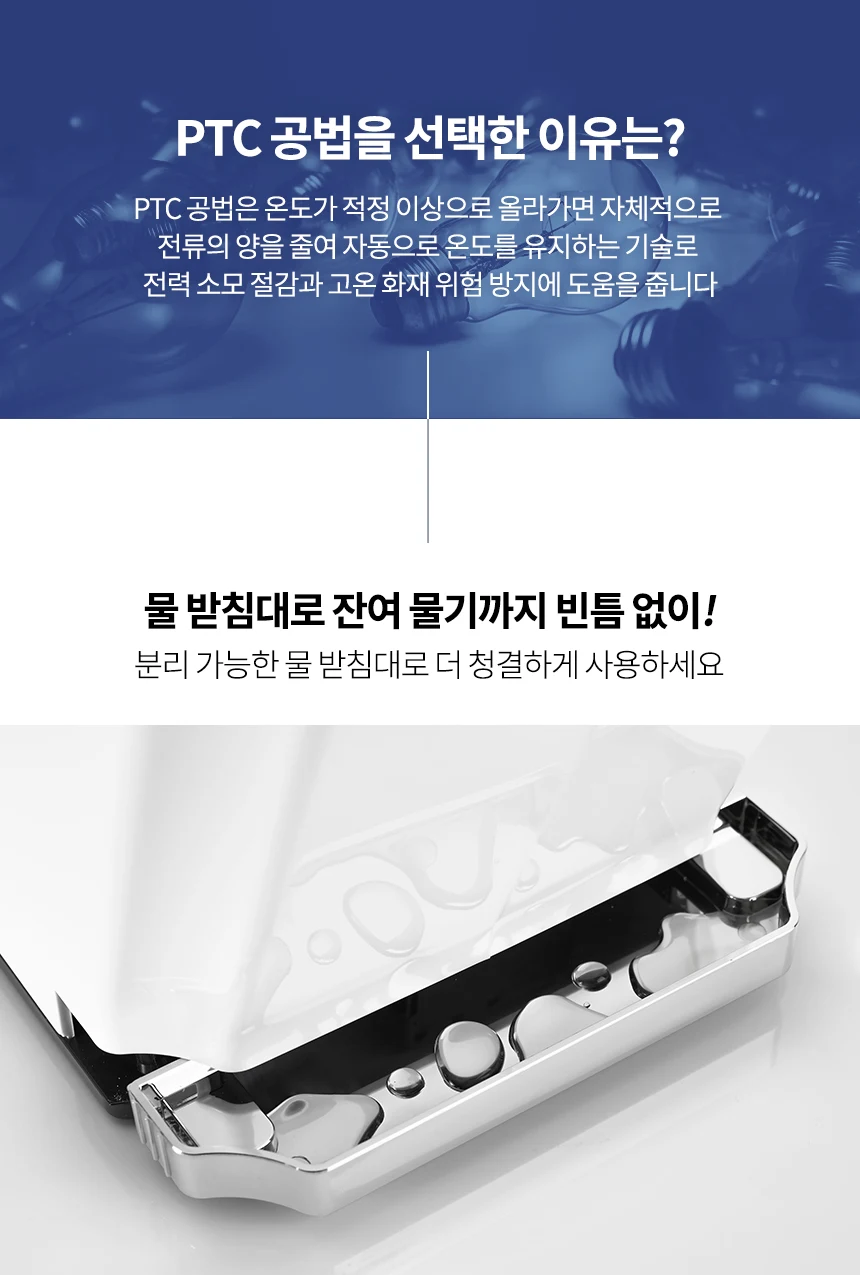 PTC 공법을 선택한 이유는?
PTC 공법은 온도가 적정 이상으로 올라가면 자체적으로
전류의 양을 줄여 자동으로 온도를 유지하는 기술로
전력 소모 절감과 고온 화재 위험 방지에 도움을 줍니다
물 받침대로 잔여 물기까지 빈틈 없이!
분리 가능한 물 받침대로 더 청결하게 사용하세요